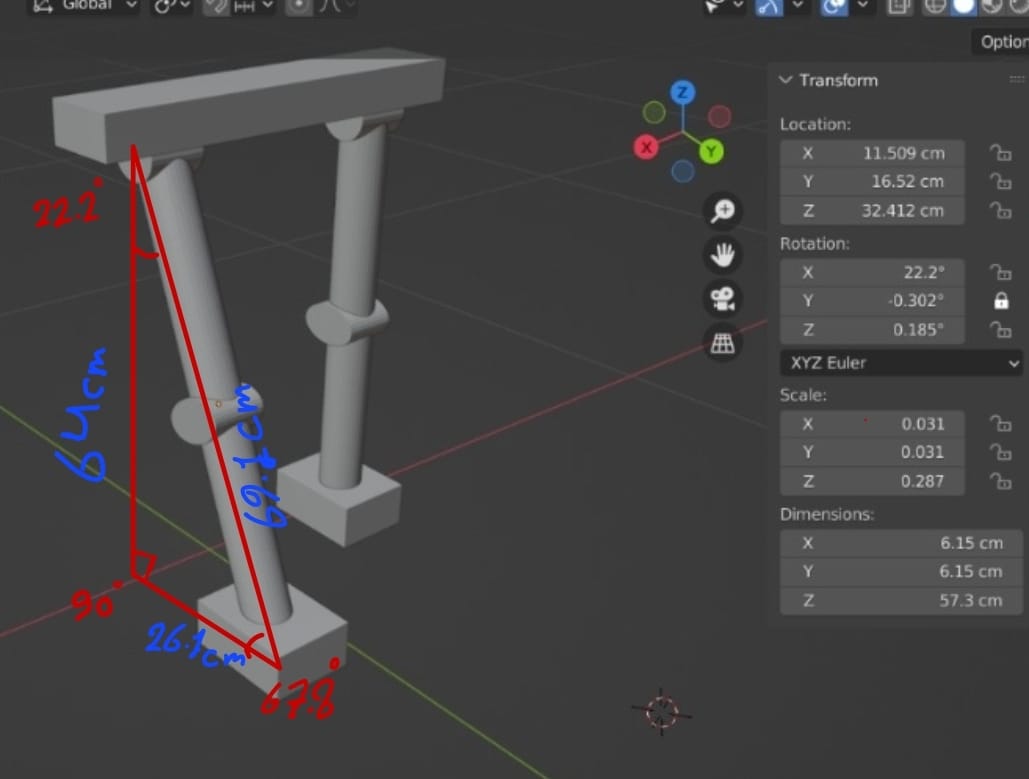 Global
Option
Transform
Location:
X 11.509 cm
Y 16.52 cm
Z 32.412 cm
Rotation:
X 22.2°
Y -0.302°
Z 0.185°
XYZ Euler
Scale:
X 0.031
Y 0.031
Z 0.287
Dimensions:
X 6.15 cm
Y 6.15 cm
Z 57.3 cm
Z
X
Y
22.2°
64cm
69.1cm
90°
26.1cm
67.8°